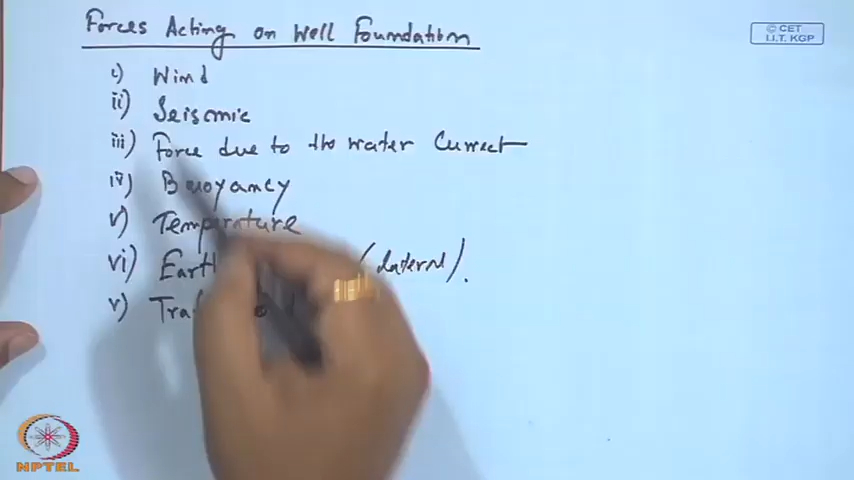 Forces Acting on Well Foundation
© CET
I.I.T. KGP
i) Wind
ii) Seismic
iii) Force due to the water Current
iv) Buoyancy
v) Temperature
vi) Earth (lateral).
v)
NPTEL